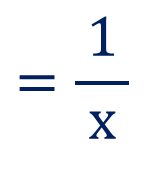 = 1/x